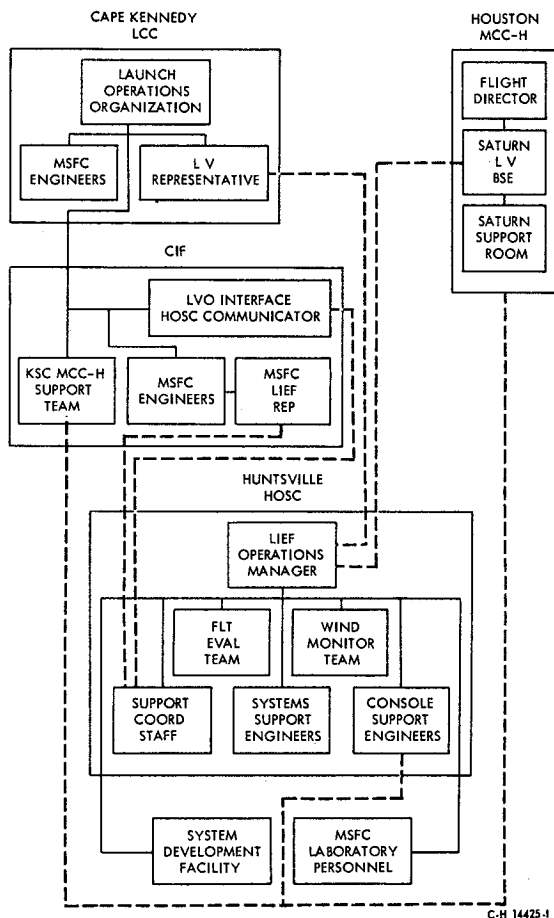 CAPE KENNEDY
LCC
LAUNCH
OPERATIONS
ORGANIZATION
MSFC
ENGINEERS
L V
REPRESENTATIVE
HOUSTON
MCC-H
FLIGHT
DIRECTOR
SATURN
L V
BSE
SATURN
SUPPORT
ROOM
CIF
LVO INTERFACE
HOSC COMMUNICATOR
KSC MCC-H
SUPPORT
TEAM
MSFC
ENGINEERS
MSFC
LIEF
REP
HUNTSVILLE
HOSC
LIEF
OPERATIONS
MANAGER
FLT
EVAL
TEAM
WIND
MONITOR
TEAM
SUPPORT
COORD
STAFF
SYSTEMS
SUPPORT
ENGINEERS
CONSOLE
SUPPORT
ENGINEERS
SYSTEM
DEVELOPMENT
FACILITY
MSFC
LABORATORY
PERSONNEL
C-H 14425-1